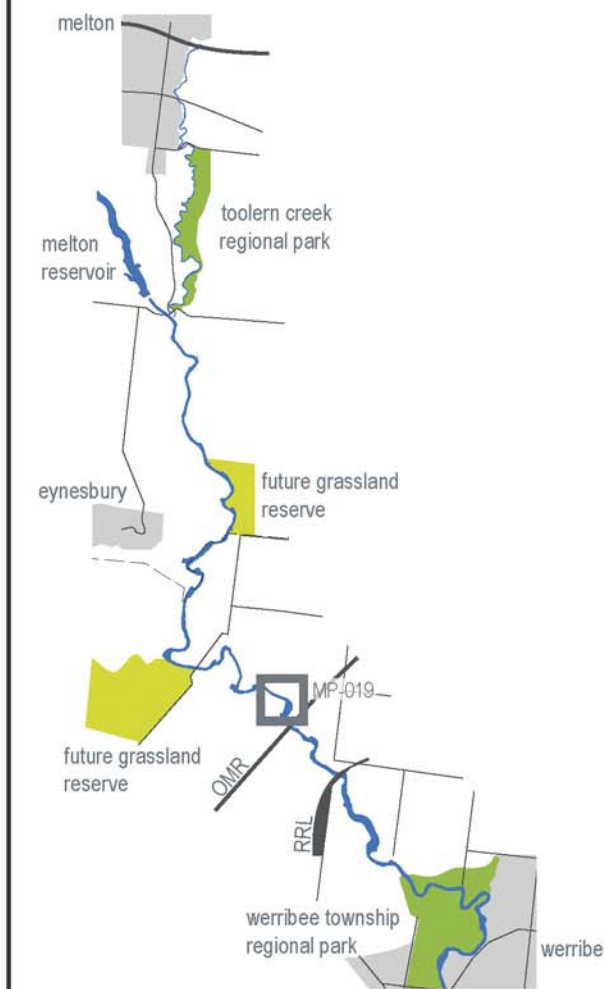 melton
toolern creek
regional park
melton
reservoir
future grassland
reserve
eynesbury
MP-019
future grassland
reserve
OMR
RRL
werribee township
regional park
werribe